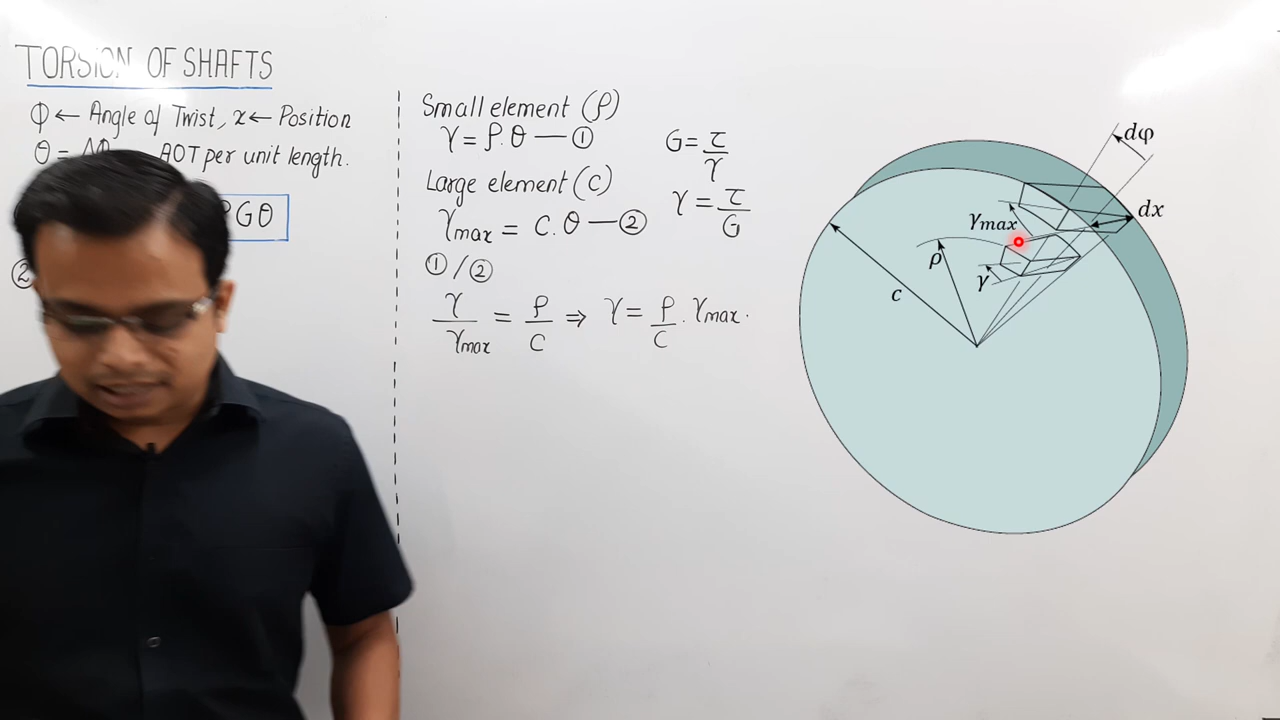 TORSION OF SHAFTS
φ ← Angle of Twist, x ← Position
θ = AOT per unit length.
Gθ
②
Small element (ρ)
γ = ρ.θ — ①
Large element (C)
γmax = C.θ — ②
① / ②
γ/γmax = ρ/C ⇒ γ = ρ/C . γmax.
G = τ/γ
γ = τ/G
dφ
dx
γmax
ρ
γ
c